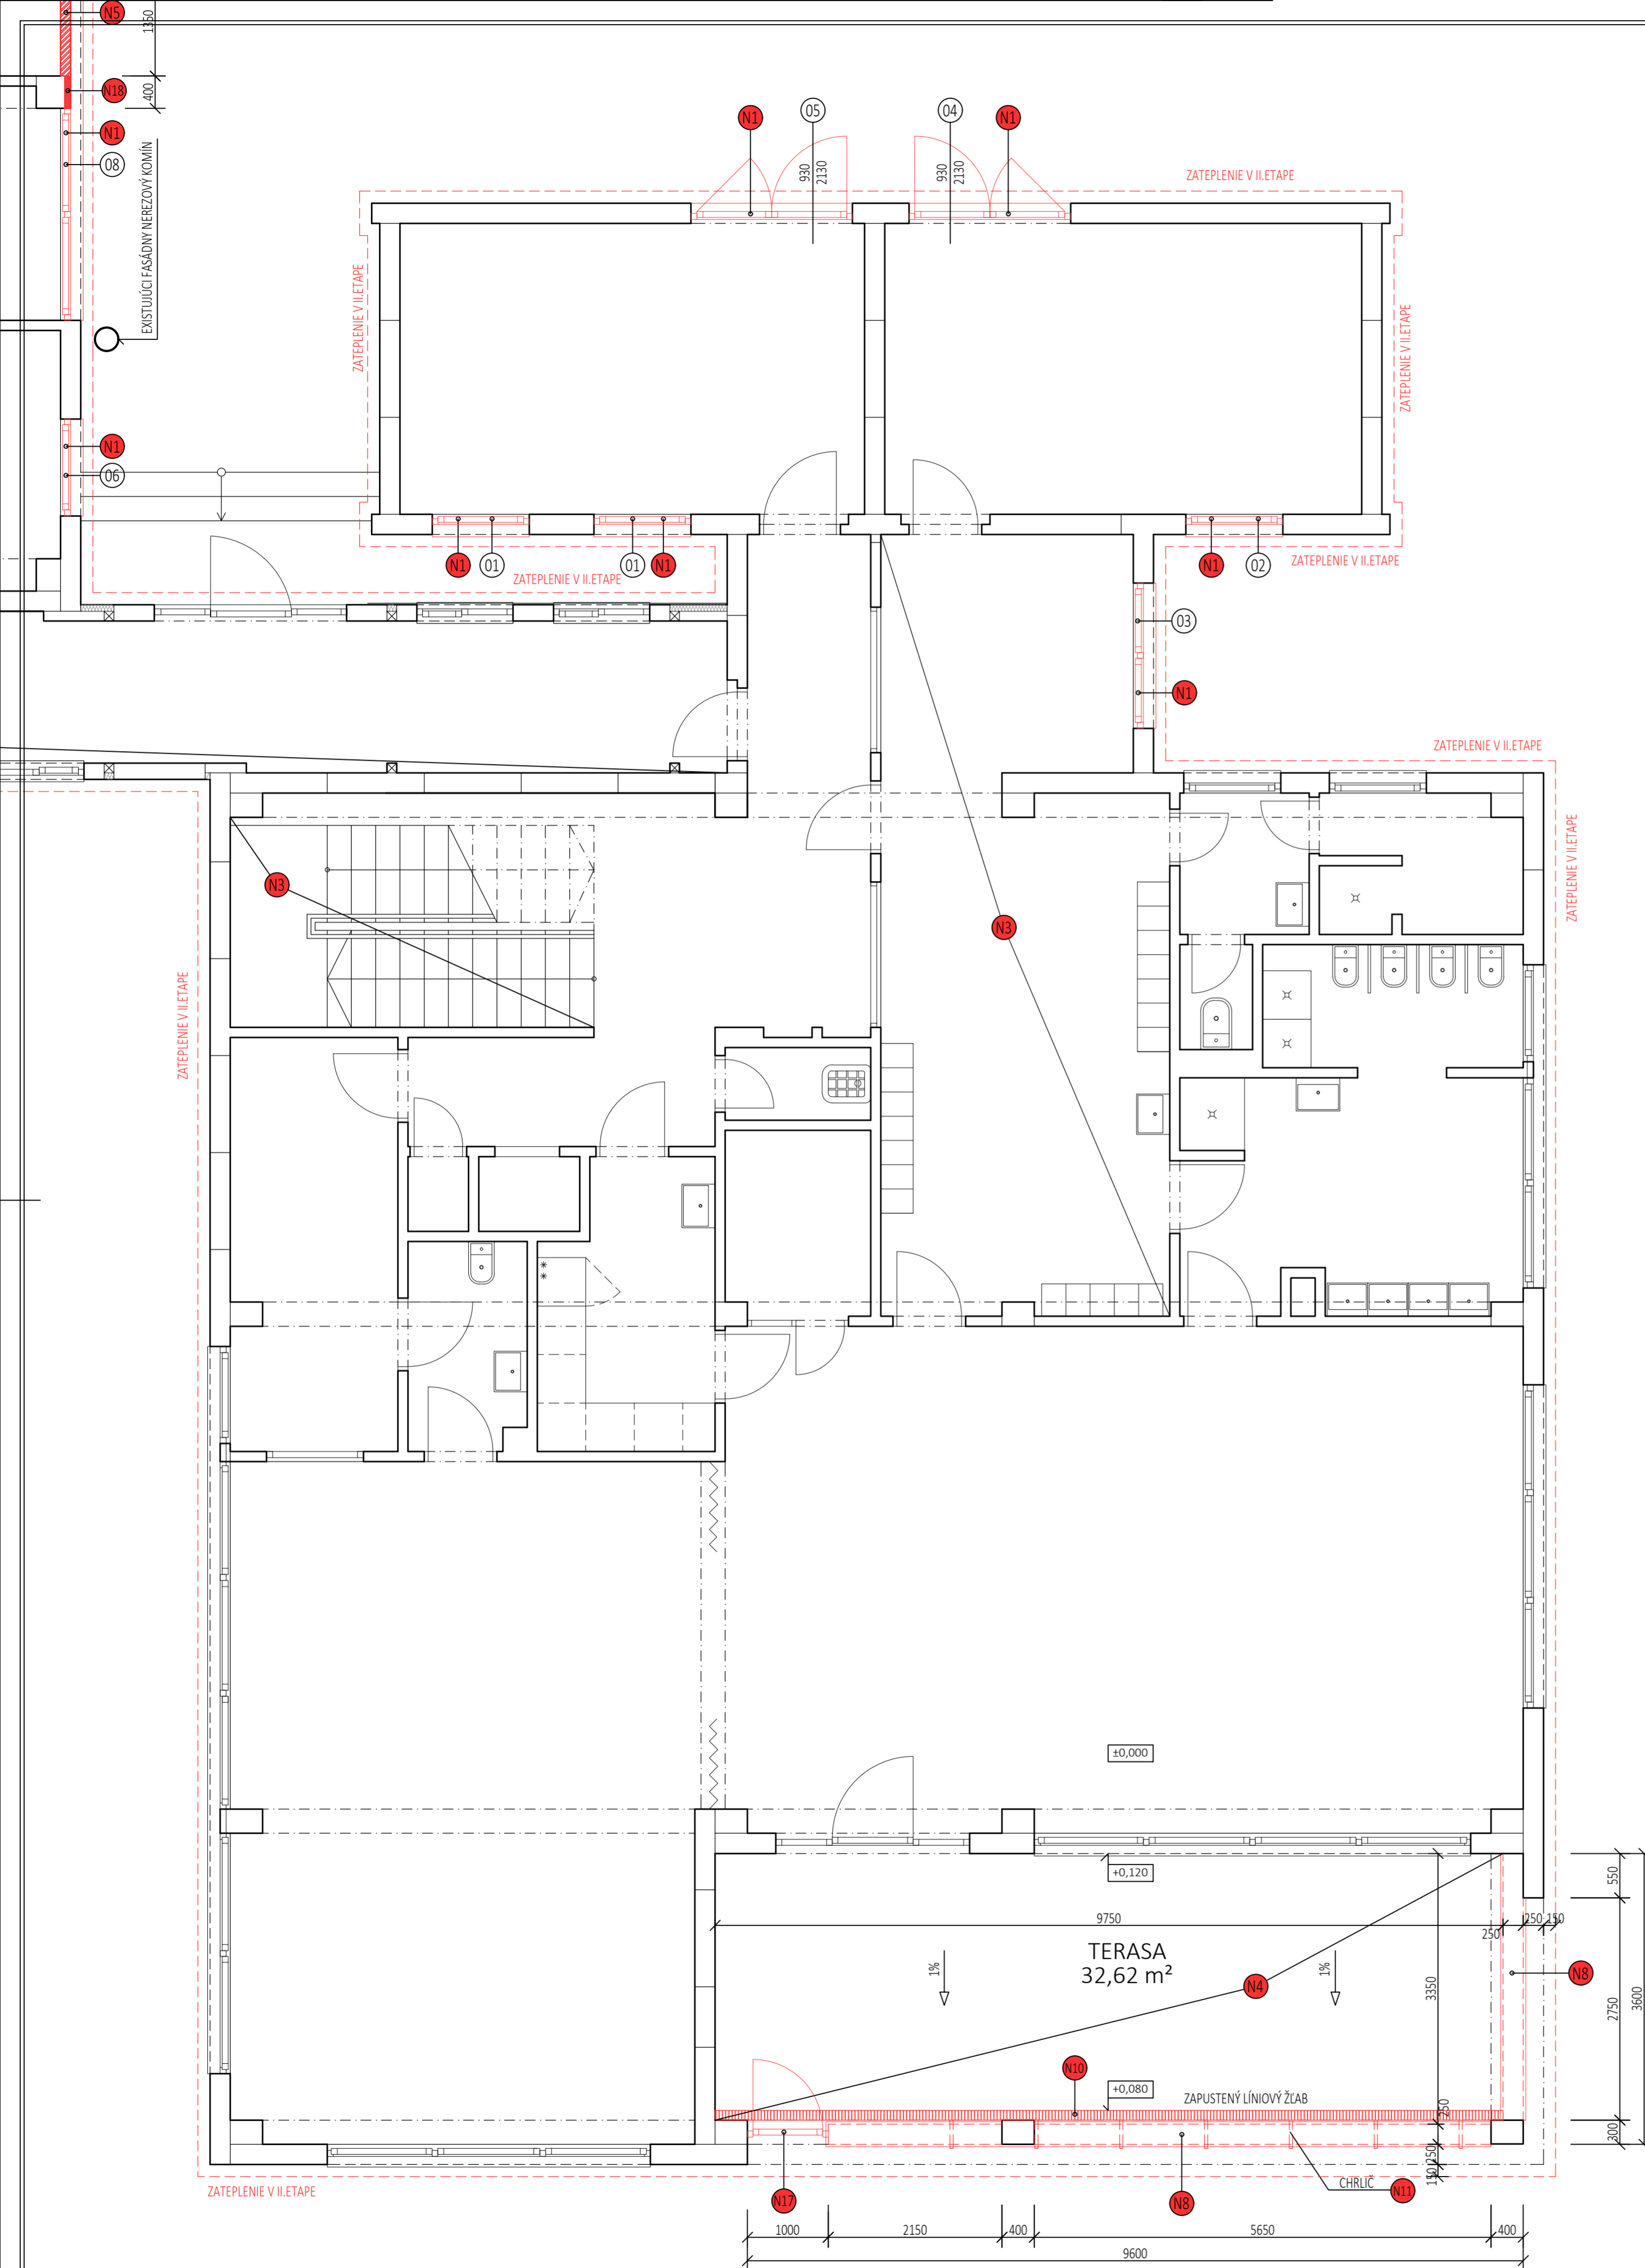 N5
1350
N18
400
N1
08
EXISTUJÚCI FASÁDNY NEREZOVÝ KOMÍN
N1
05
04
N1
930
2130
930
2130
ZATEPLENIE V II.ETAPE
ZATEPLENIE V II.ETAPE
ZATEPLENIE V II.ETAPE
N1
06
N1
01
01
N1
N1
02
ZATEPLENIE V II.ETAPE
ZATEPLENIE V II.ETAPE
03
N1
ZATEPLENIE V II.ETAPE
ZATEPLENIE V II.ETAPE
N3
N3
ZATEPLENIE V II.ETAPE
±0,000
+0,120
550
9750
250
250
150
TERASA
32,62 m²
1%
1%
N4
N8
3350
2750
3600
N10
+0,080
ZAPUSTENÝ LÍNIOVÝ ŽĽAB
250
300
250
150
CHRLIČ
N11
N17
N8
ZATEPLENIE V II.ETAPE
1000
2150
400
5650
400
9600